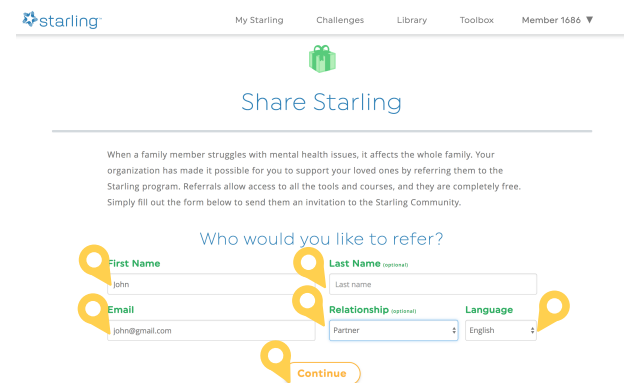 starling™
My Starling Challenges Library Toolbox Member 1686 ▼
Share Starling
When a family member struggles with mental health issues, it affects the whole family. Your
organization has made it possible for you to support your loved ones by referring them to the
Starling program. Referrals allow access to all the tools and courses, and they are completely free.
Simply fill out the form below to send them an invitation to the Starling Community.
Who would you like to refer?
First Name Last Name (optional)
John Last name
Email Relationship (optional) Language
john@gmail.com Partner English
Continue